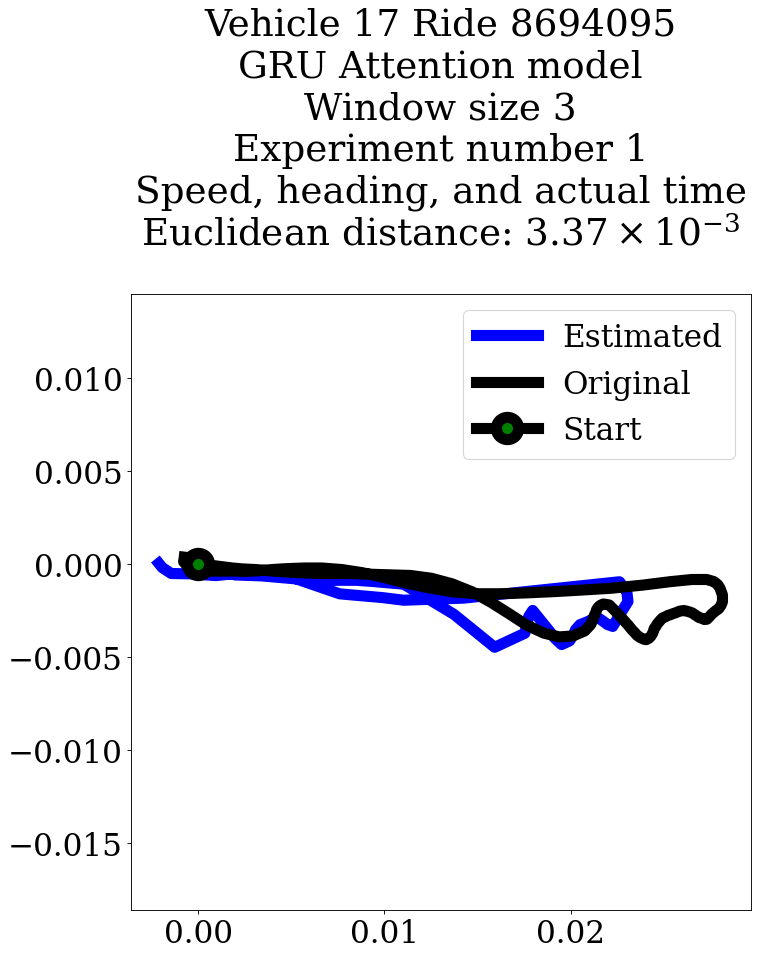 Vehicle 17 Ride 8694095
GRU Attention model
Window size 3
Experiment number 1
Speed, heading, and actual time
Euclidean distance: 3.37 × 10⁻³
Estimated
Original
Start
0.010
0.005
0.000
−0.005
−0.010
−0.015
0.00
0.01
0.02